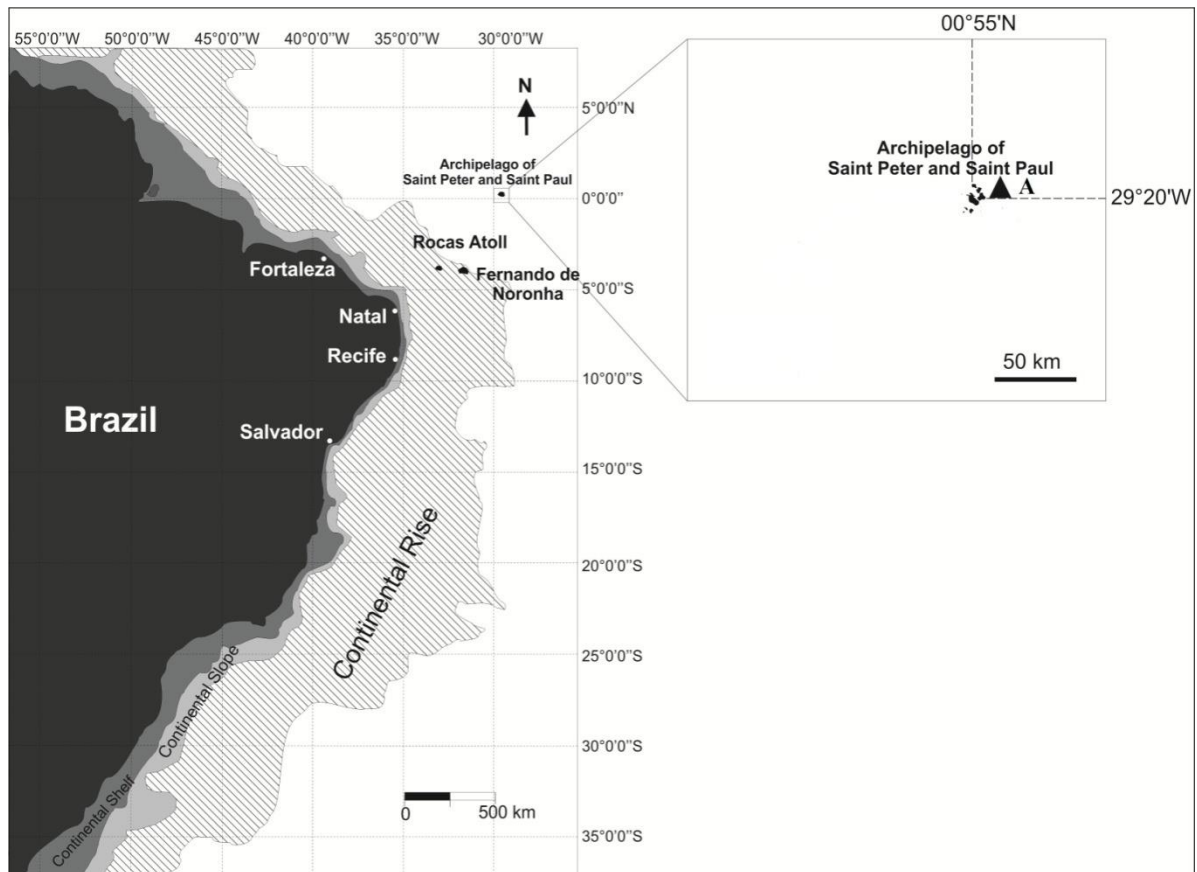 55°0'0"W 50°0'0"W 45°0'0"W 40°0'0"W 35°0'0"W 30°0'0"W
N
5°0'0"N
Archipelago of
Saint Peter and Saint Paul
0°0'0"
Rocas Atoll
Fernando de
Noronha
Fortaleza
5°0'0"S
Natal
Recife
10°0'0"S
Brazil
Salvador
15°0'0"S
20°0'0"S
Continental Rise
25°0'0"S
Continental Slope
30°0'0"S
Continental Shelf
0 500 km
35°0'0"S
00°55'N
Archipelago of
Saint Peter and Saint Paul
A
29°20'W
50 km